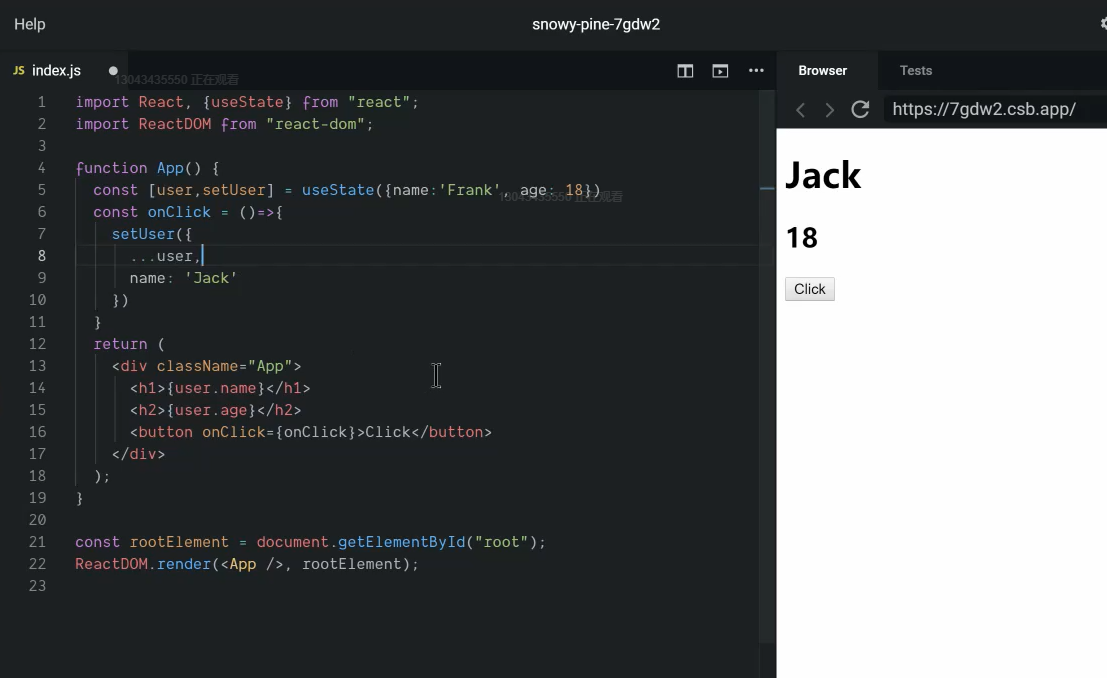 Help
snowy-pine-7gdw2
JS index.js
13043435550 正在观看
Browser
Tests
https://7gdw2.csb.app/
1 import React, {useState} from "react";
2 import ReactDOM from "react-dom";
3
4 function App() {
5 const [user,setUser] = useState({name:'Frank', age: 18})
13043435550 正在观看
6 const onClick = ()=>{
7 setUser({
8 ...user,
9 name: 'Jack'
10 })
11 }
12 return (
13 <div className="App">
14 <h1>{user.name}</h1>
15 <h2>{user.age}</h2>
16 <button onClick={onClick}>Click</button>
17 </div>
18 );
19 }
20
21 const rootElement = document.getElementById("root");
22 ReactDOM.render(<App />, rootElement);
23
Jack
18
Click